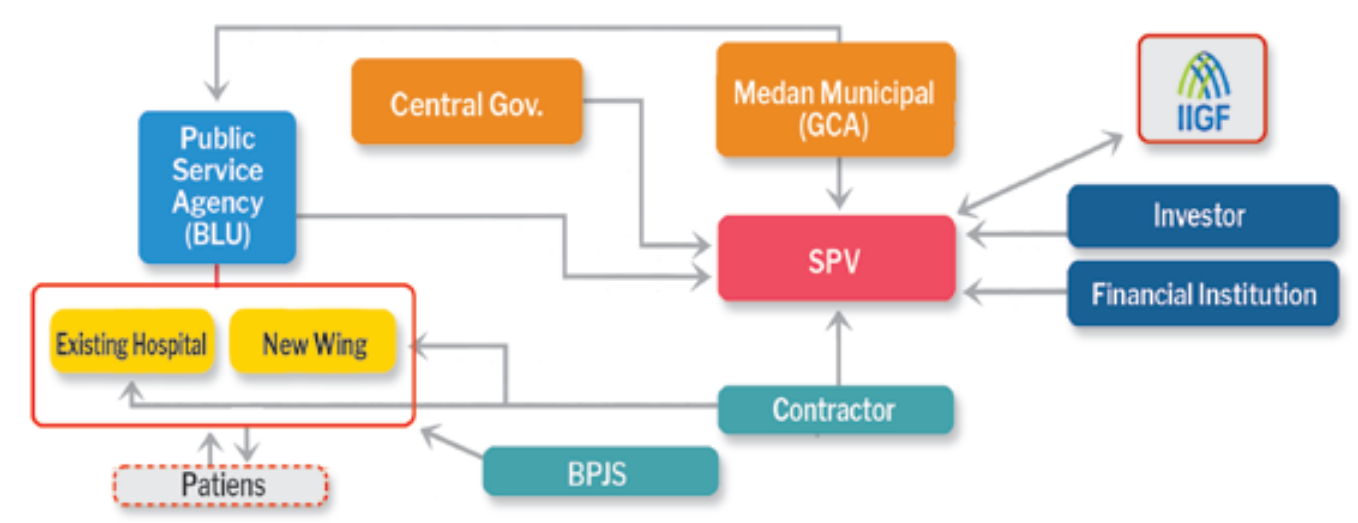 Central Gov.
Medan Municipal
(GCA)
IIGF
Public
Service
Agency
(BLU)
SPV
Investor
Financial Institution
Existing Hospital
New Wing
Contractor
BPJS
Patiens